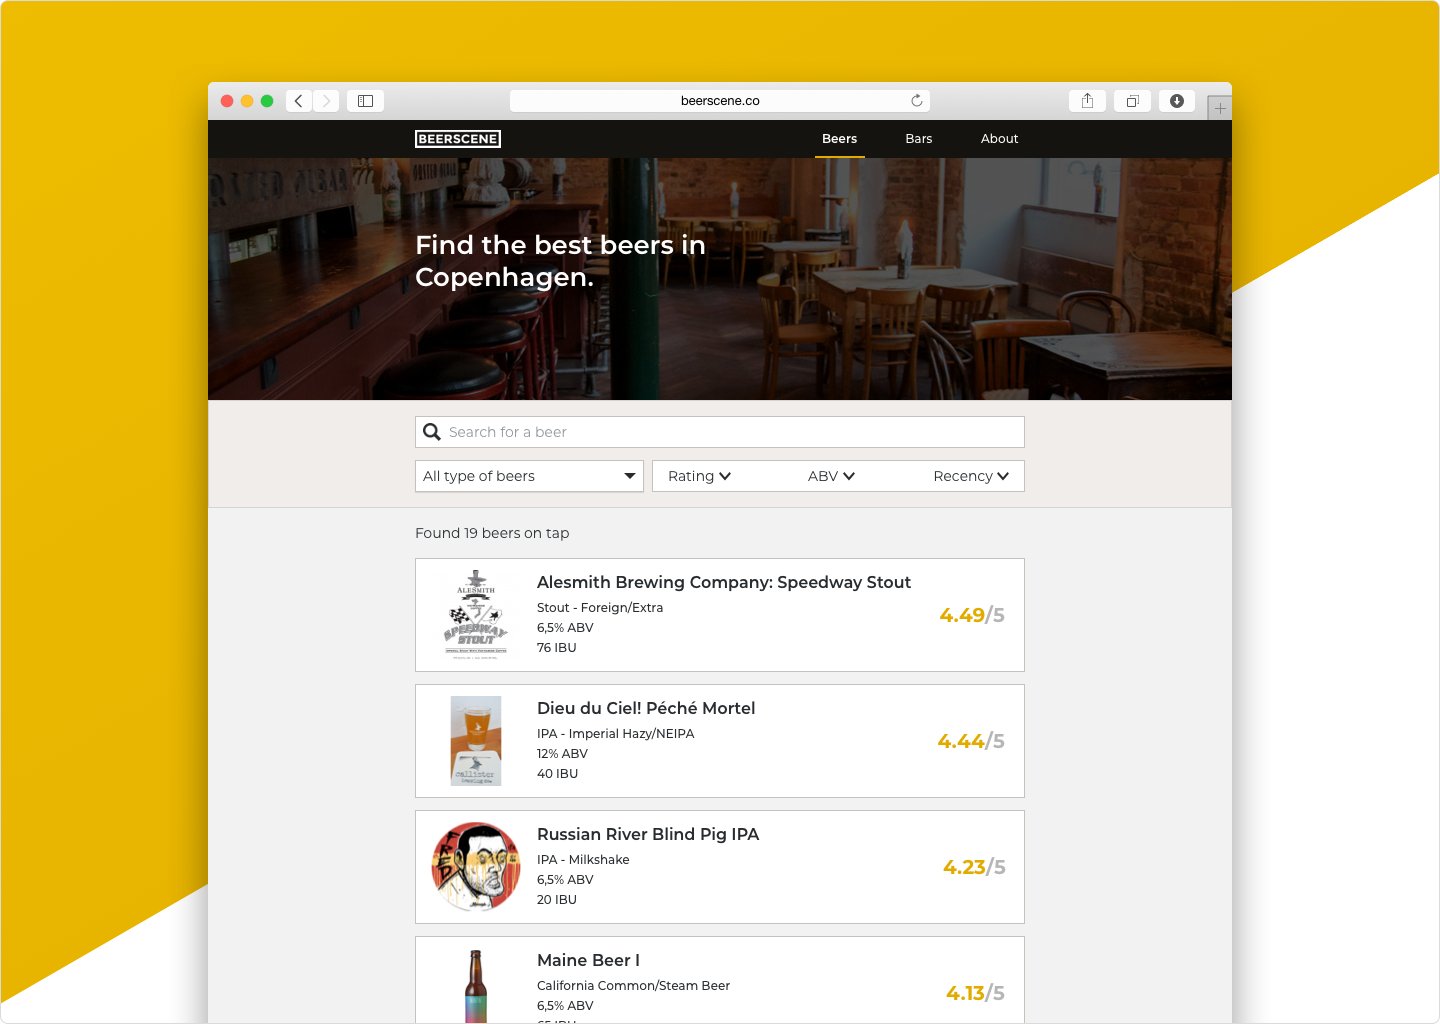 beerscene.co
BEERSCENE
Beers
Bars
About
Find the best beers in
Copenhagen.
Search for a beer
All type of beers
Rating
ABV
Recency
Found 19 beers on tap
ALESMITH
SPEEDWAY
STOUT
Alesmith Brewing Company: Speedway Stout
Stout - Foreign/Extra
6,5% ABV
76 IBU
4.49/5
callister
Dieu du Ciel! Péché Mortel
IPA - Imperial Hazy/NEIPA
12% ABV
40 IBU
4.44/5
FRED
Russian River Blind Pig IPA
IPA - Milkshake
6,5% ABV
20 IBU
4.23/5
Maine Beer I
California Common/Steam Beer
6,5% ABV
4.13/5